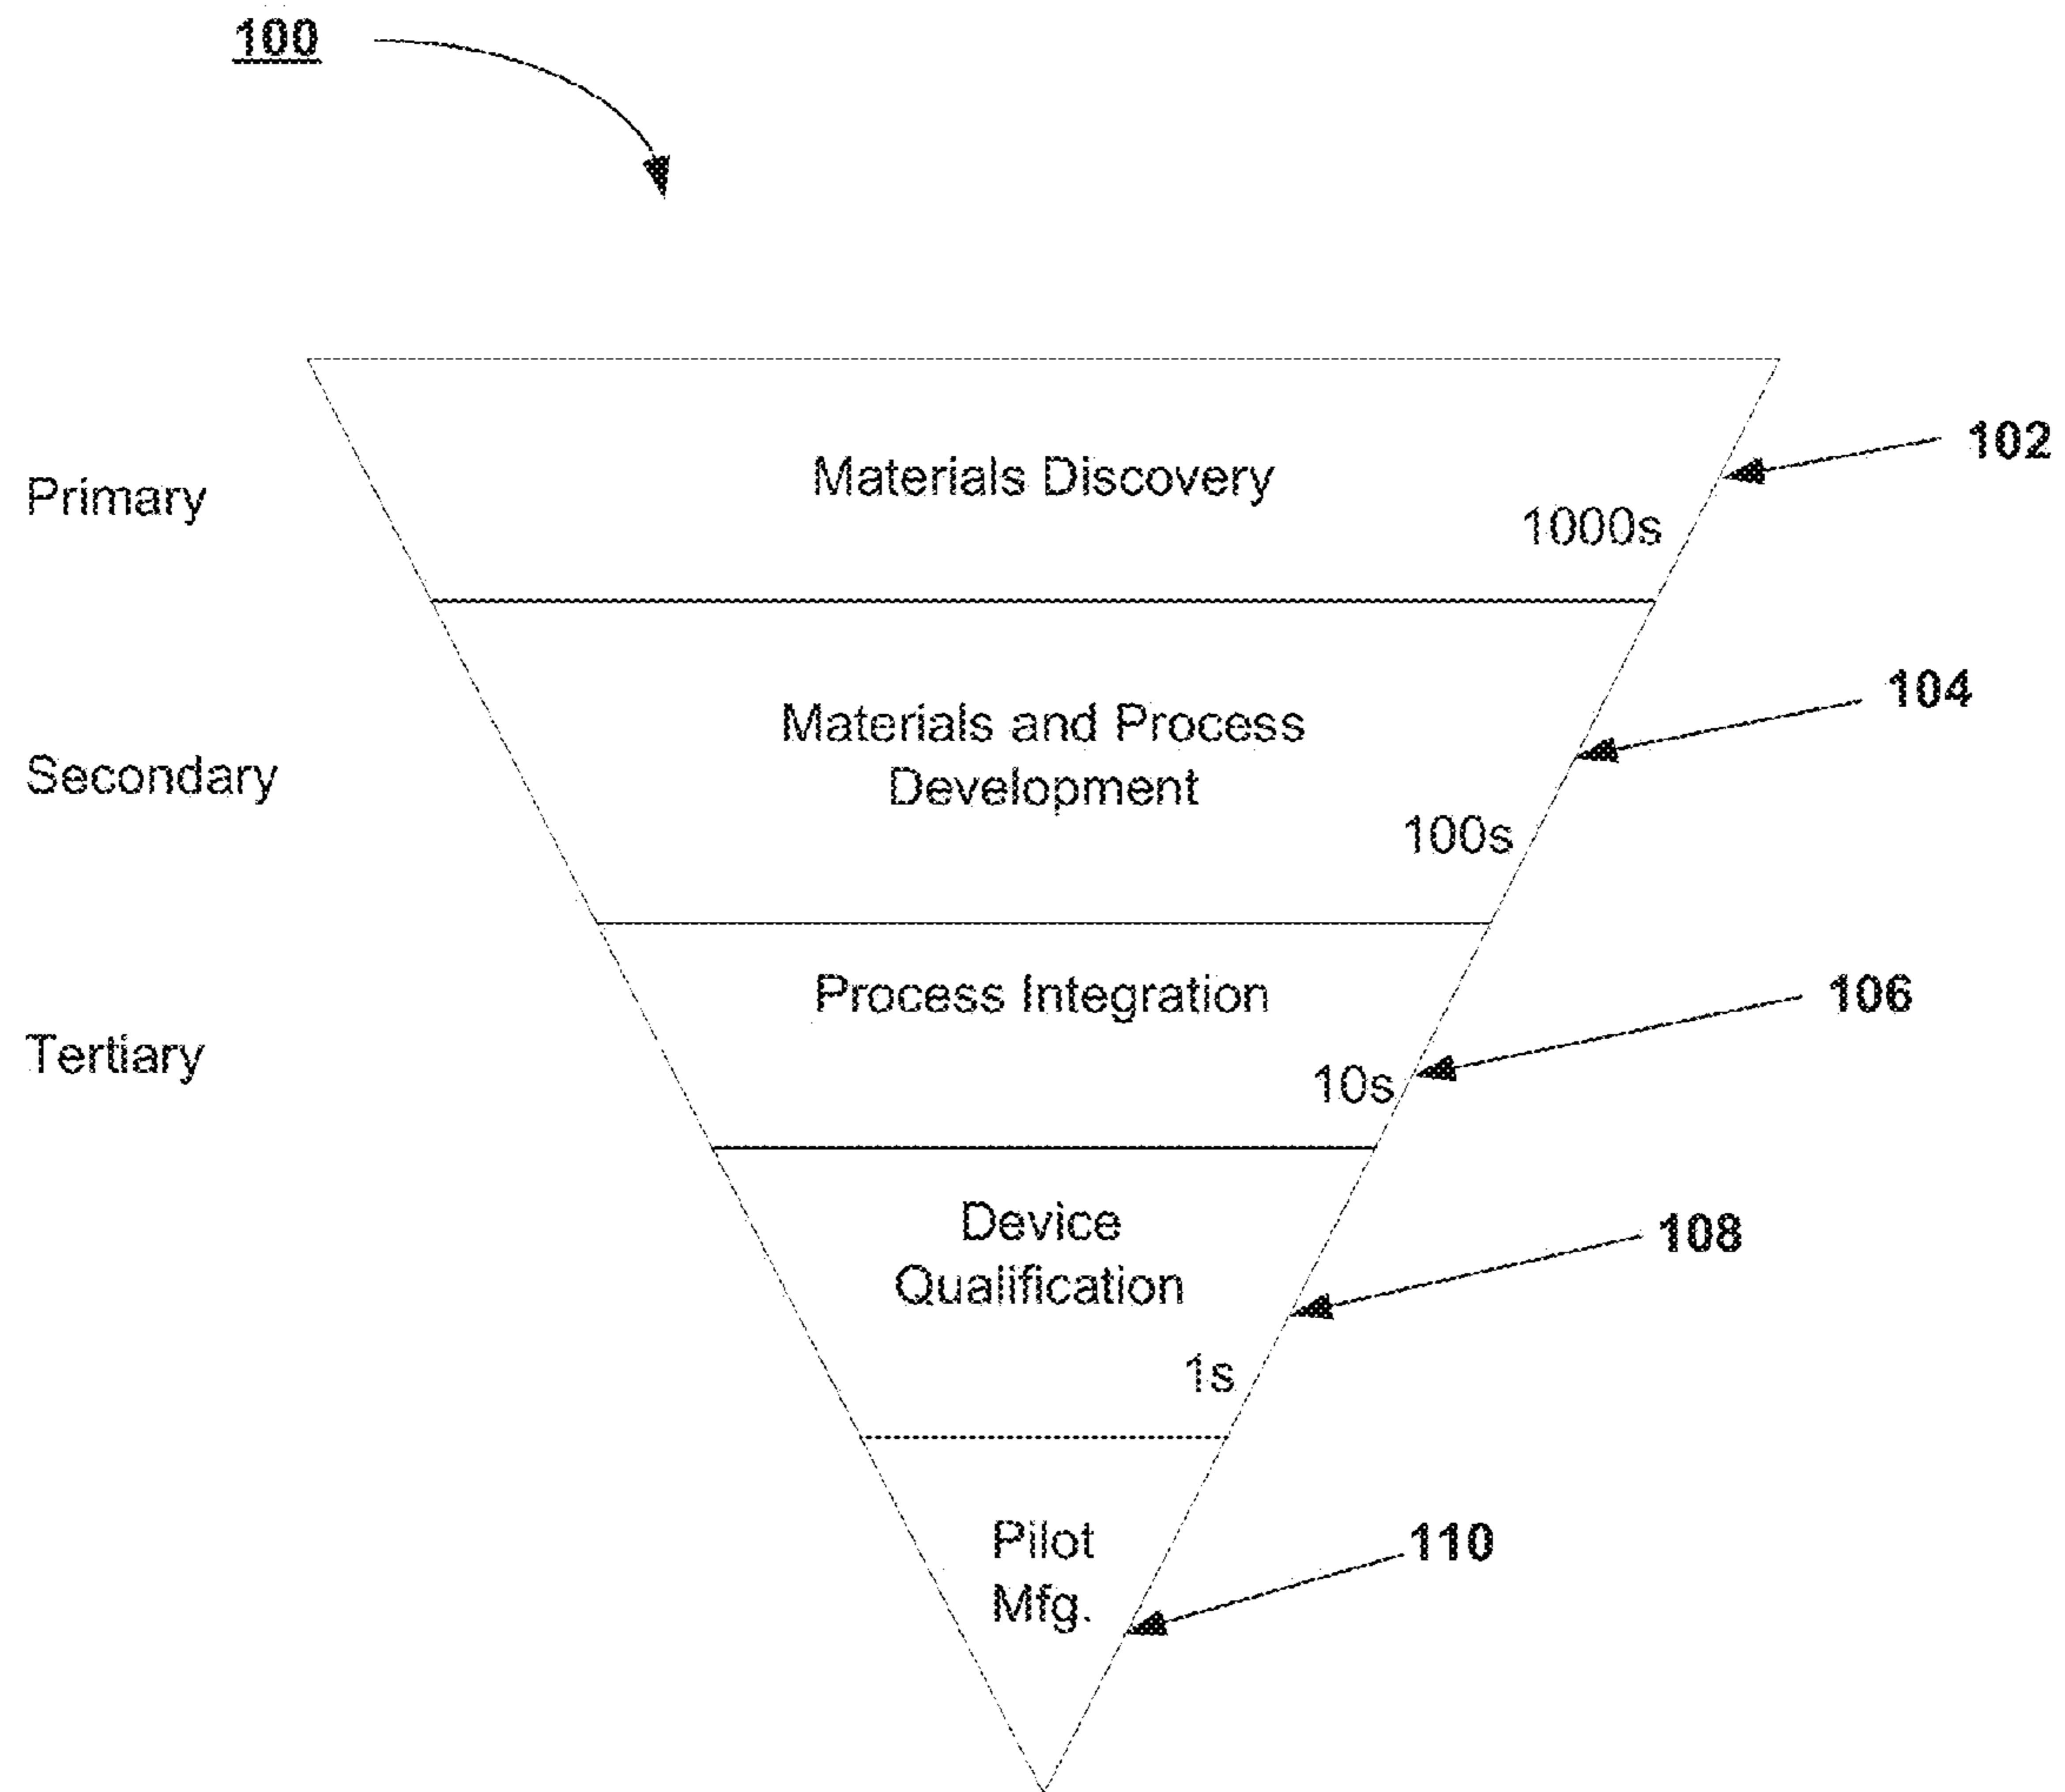 100
Materials Discovery
102
Primary
1000s
104
Materials and Process
Development
Secondary
100s
Process Integration
106
Tertiary
10s
Device
Qualification
108
1s
Pilot
Mfg.
110